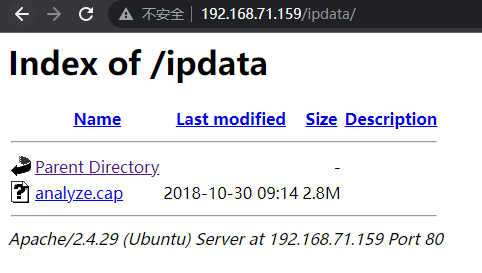 不安全 | 192.168.71.159/ipdata/
Index of /ipdata
Name Last modified Size Description
Parent Directory -
analyze.cap 2018-10-30 09:14 2.8M
Apache/2.4.29 (Ubuntu) Server at 192.168.71.159 Port 80